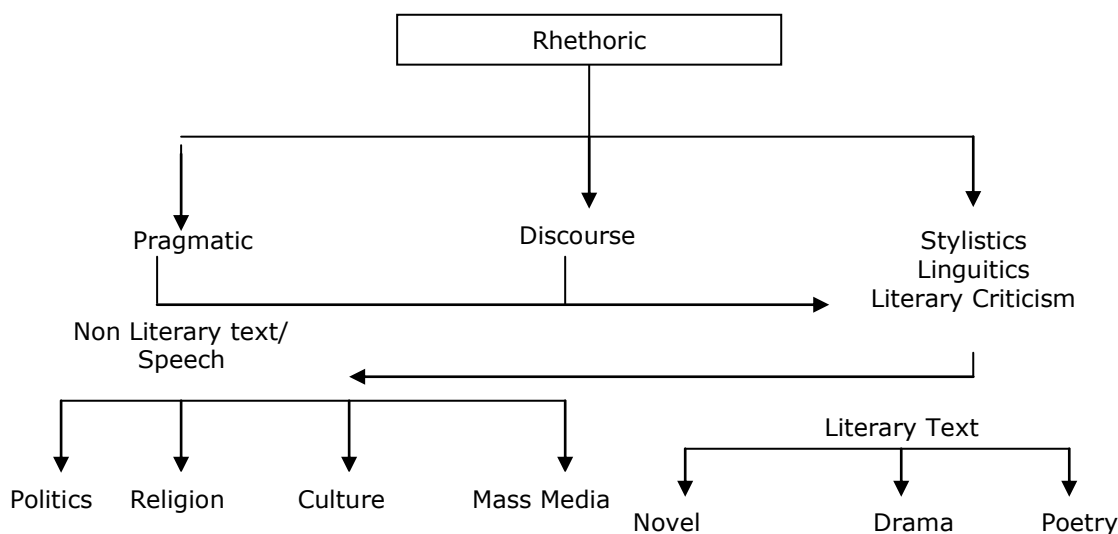 Rhethoric
Pragmatic
Discourse
Stylistics
Linguitics
Literary Criticism
Non Literary text/
Speech
Literary Text
Politics
Religion
Culture
Mass Media
Novel
Drama
Poetry